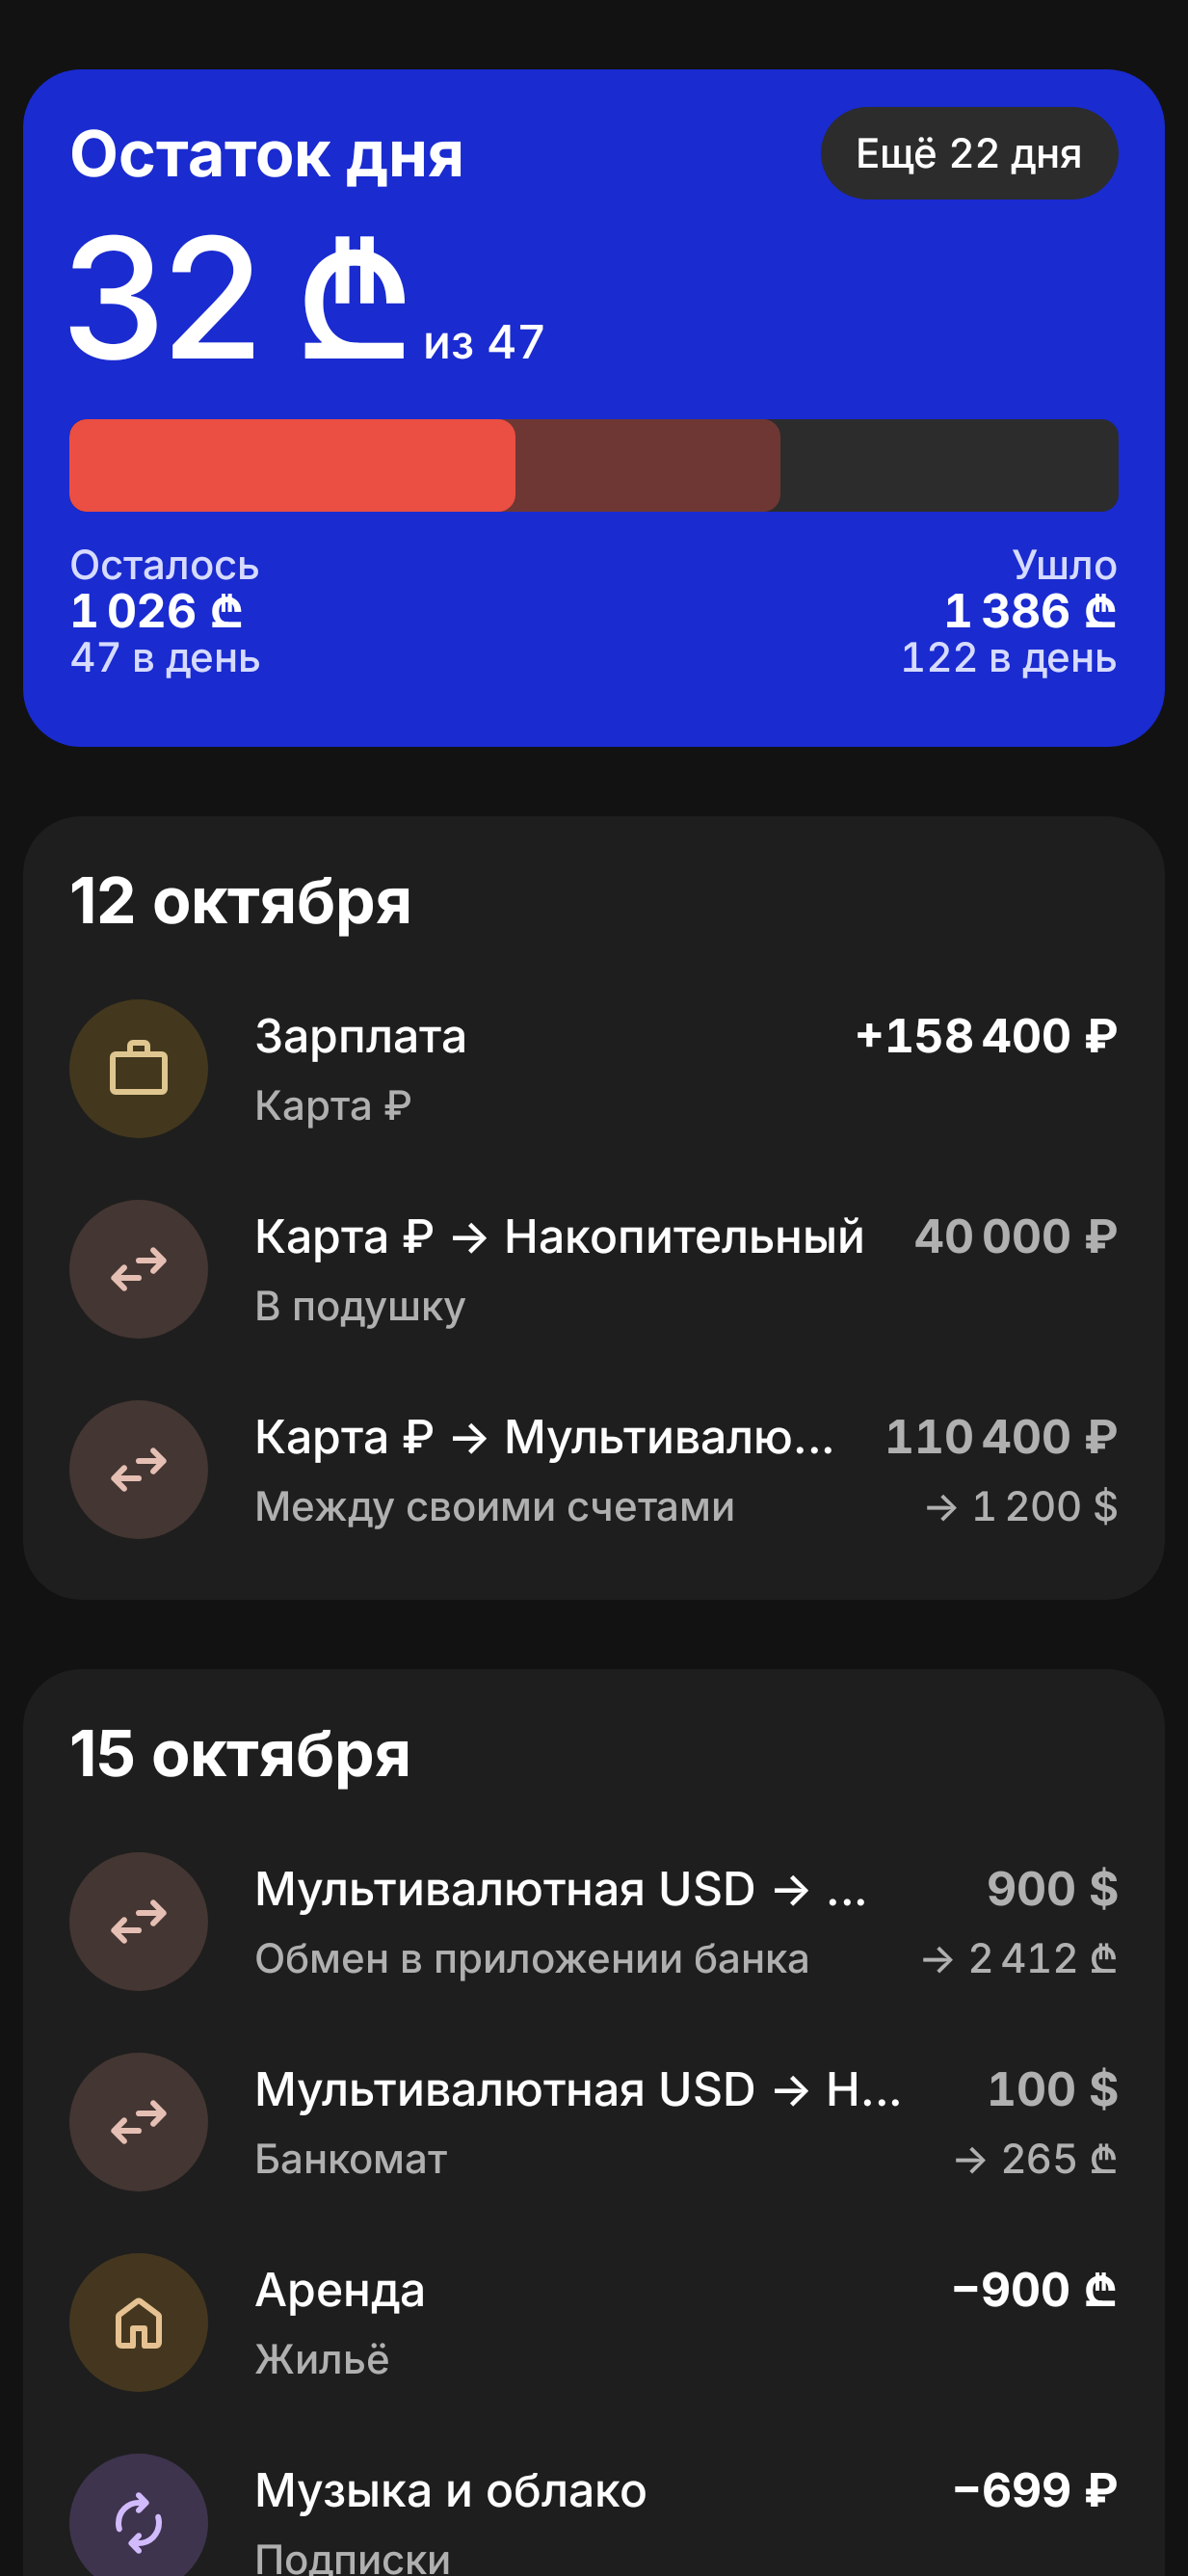 Остаток дня
Ещё 22 дня
32 ₾ из 47
Осталось
1 026 ₾
47 в день
Ушло
1 386 ₾
122 в день
12 октября
Зарплата
+158 400 ₽
Карта ₽
Карта ₽ → Накопительный
40 000 ₽
В подушку
Карта ₽ → Мультивалю...
110 400 ₽
Между своими счетами
→ 1 200 $
15 октября
Мультивалютная USD → ...
900 $
Обмен в приложении банка
→ 2 412 ₾
Мультивалютная USD → Н...
100 $
Банкомат
→ 265 ₾
Аренда
−900 ₾
Жильё
Музыка и облако
−699 ₽
Подписки